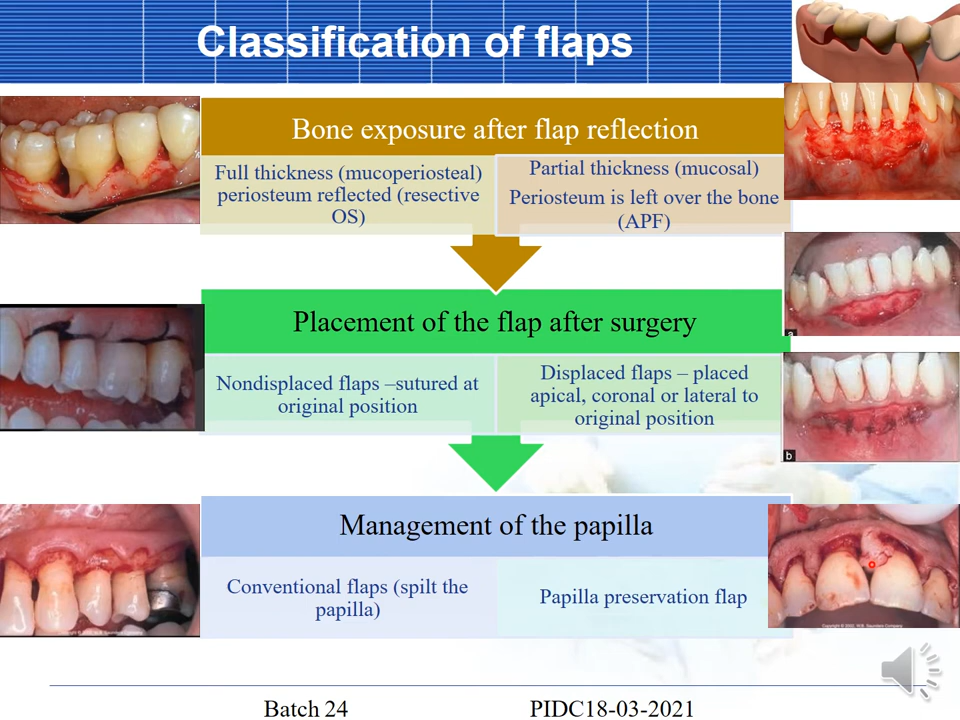 Classification of flaps
Bone exposure after flap reflection
Full thickness (mucoperiosteal)
periosteum reflected (resective
OS)
Partial thickness (mucosal)
Periosteum is left over the bone
(APF)
Placement of the flap after surgery
Nondisplaced flaps –sutured at
original position
Displaced flaps – placed
apical, coronal or lateral to
original position
a
b
Management of the papilla
Conventional flaps (spilt the
papilla)
Papilla preservation flap
Batch 24
PIDC18-03-2021